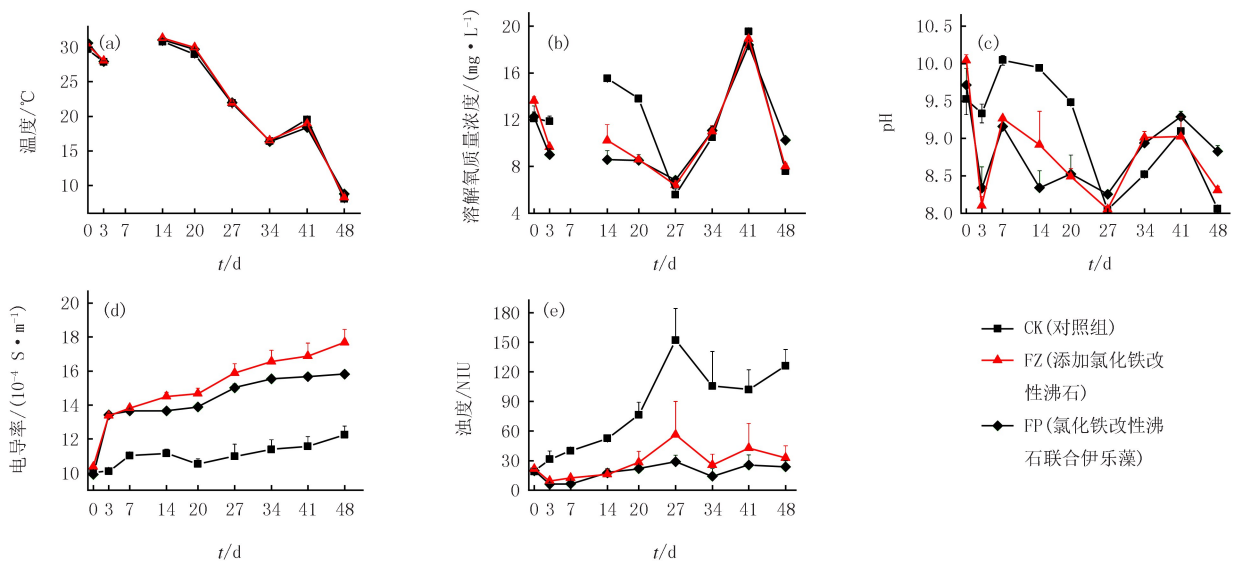 (a)
温度/℃
30
25
20
15
10
0 3 7 14 20 27 34 41 48
t/d
(b)
溶解氧质量浓度/(mg·L⁻¹)
20
16
12
8
4
0 3 7 14 20 27 34 41 48
t/d
(c)
pH
10.5
10.0
9.5
9.0
8.5
8.0
0 3 7 14 20 27 34 41 48
t/d
(d)
电导率/(10⁻⁴ S·m⁻¹)
20
18
16
14
12
10
0 3 7 14 20 27 34 41 48
t/d
(e)
浊度/NIU
180
150
120
90
60
30
0
0 3 7 14 20 27 34 41 48
t/d
CK(对照组)
FZ(添加氯化铁改
性沸石)
FP(氯化铁改性沸
石联合伊乐藻)